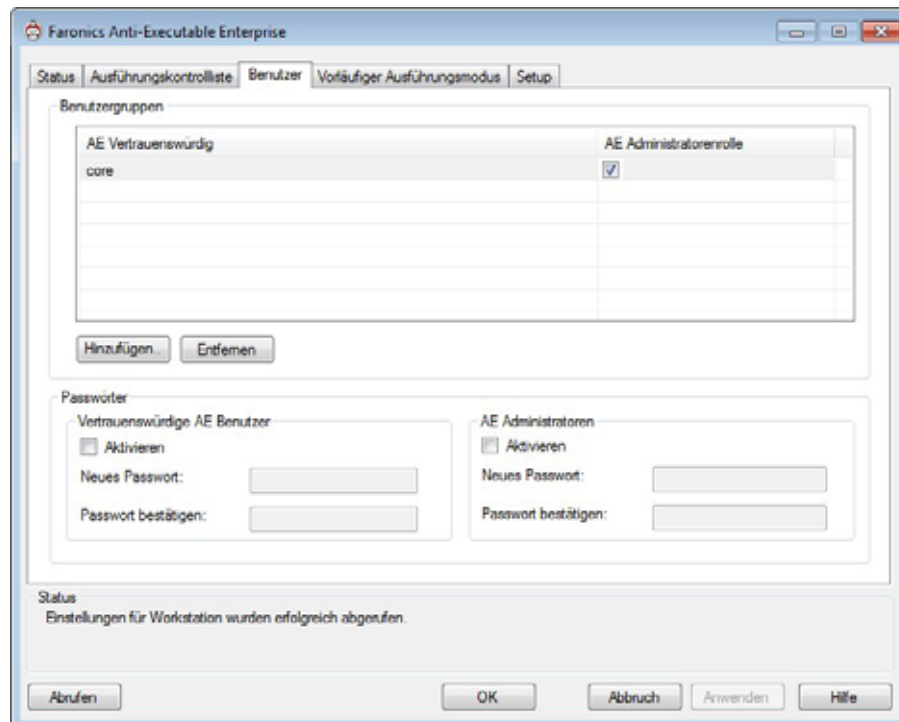 Faronics Anti-Executable Enterprise
Status Ausführungskontrollliste Benutzer Vorläufiger Ausführungsmodus Setup
Benutzergruppen
AE Vertrauenswürdig AE Administratorenrolle
core
Hinzufügen.. Entfernen
Passwörter
Vertrauenswürdige AE Benutzer AE Administratoren
Aktivieren Aktivieren
Neues Passwort: Neues Passwort:
Passwort bestätigen: Passwort bestätigen:
Status
Einstellungen für Workstation wurden erfolgreich abgerufen.
Abrufen OK Abbruch Anwenden Hilfe